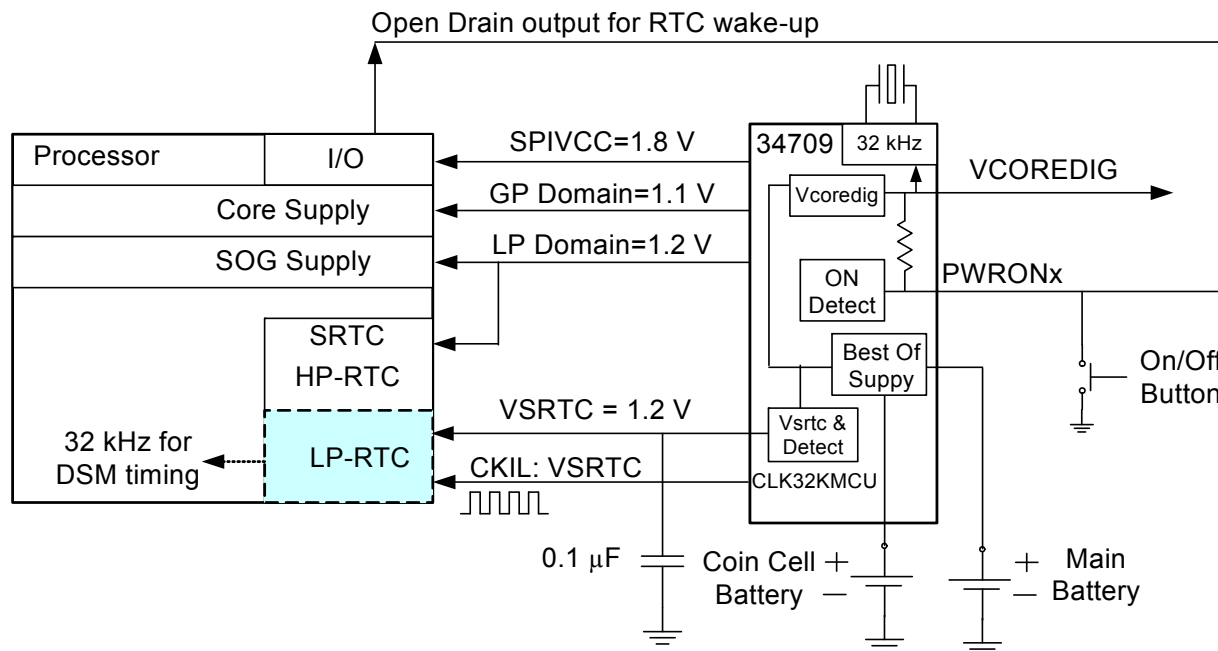 Open Drain output for RTC wake-up
Processor
I/O
Core Supply
SOG Supply
SRTC
HP-RTC
LP-RTC
32 kHz for
DSM timing
SPIVCC=1.8 V
GP Domain=1.1 V
LP Domain=1.2 V
VSRTC = 1.2 V
CKIL: VSRTC
0.1 μF
34709
32 kHz
Vcoredig
ON
Detect
Best Of
Suppy
Vsrtc &
Detect
CLK32KMCU
VCOREDIG
PWRONx
On/Off
Button
Coin Cell
Battery
+
−
+
−
Main
Battery